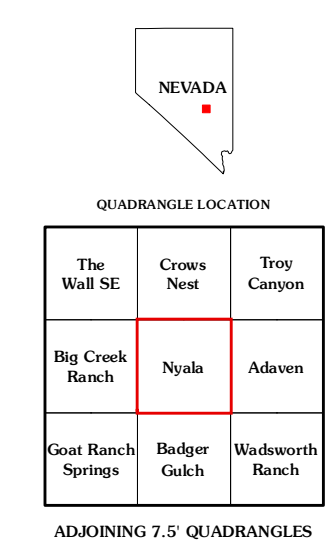 NEVADA
QUADRANGLE LOCATION
The
Wall SE
Crows
Nest
Troy
Canyon
Big Creek
Ranch
Nyala
Adaven
Goat Ranch
Springs
Badger
Gulch
Wadsworth
Ranch
ADJOINING 7.5' QUADRANGLES